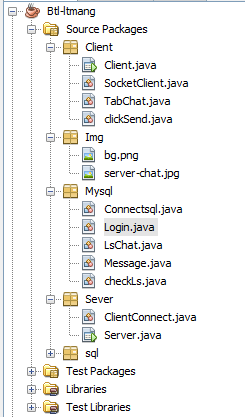 Btl-ltmang
Source Packages
Client
Client.java
SocketClient.java
TabChat.java
clickSend.java
Img
bg.png
server-chat.jpg
Mysql
Connectsql.java
Login.java
LsChat.java
Message.java
checkLs.java
Sever
ClientConnect.java
Server.java
sql
Test Packages
Libraries
Test Libraries